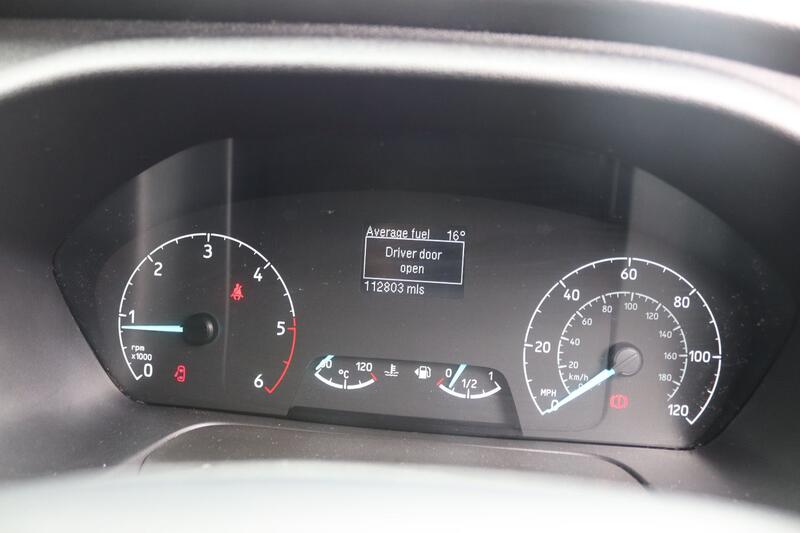 Average fuel 16°
Driver door
open
112803 mls
0 1 2 3 4 5 6
rpm
x1000
120
°C
0 1/2 1
0 20 40 60 80 100 120
MPH
20 40 60 80 100 120 140 160 180
km/h